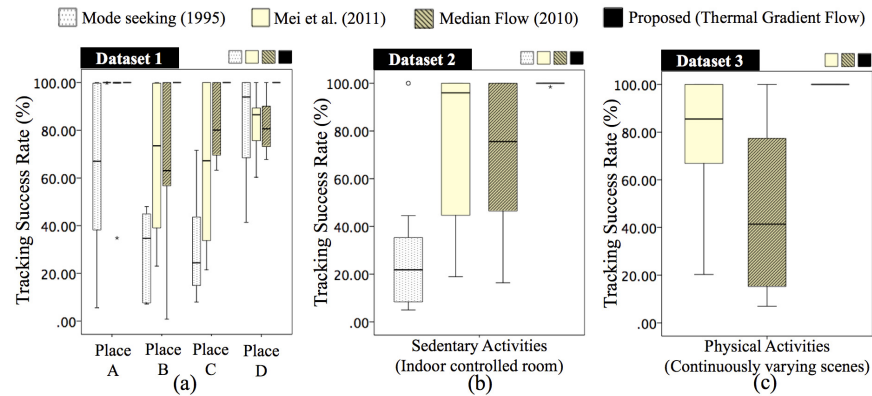 Mode seeking (1995) Mei et al. (2011) Median Flow (2010) Proposed (Thermal Gradient Flow)
Dataset 1
Tracking Success Rate (%)
100.00
80.00
60.00
40.00
20.00
.00
Place A Place B Place C Place D
(a)
Dataset 2
Tracking Success Rate (%)
100.00
80.00
60.00
40.00
20.00
.00
Sedentary Activities
(Indoor controlled room)
(b)
Dataset 3
Tracking Success Rate (%)
100.00
80.00
60.00
40.00
20.00
.00
Physical Activities
(Continuously varying scenes)
(c)